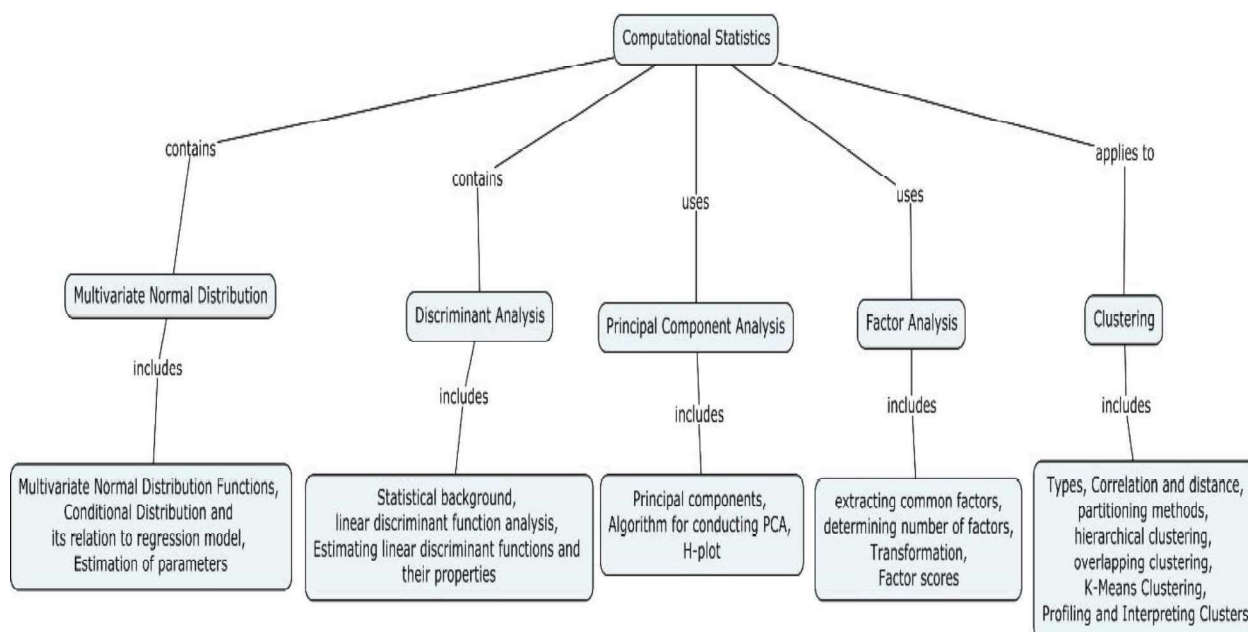 Computational Statistics
contains
contains
uses
uses
applies to
Multivariate Normal Distribution
Discriminant Analysis
Principal Component Analysis
Factor Analysis
Clustering
includes
includes
includes
includes
includes
Multivariate Normal Distribution Functions,
Conditional Distribution and
its relation to regression model,
Estimation of parameters
Statistical background,
linear discriminant function analysis,
Estimating linear discriminant functions and
their properties
Principal components,
Algorithm for conducting PCA,
H-plot
extracting common factors,
determining number of factors,
Transformation,
Factor scores
Types, Correlation and distance,
partitioning methods,
hierarchical clustering,
overlapping clustering,
K-Means Clustering,
Profiling and Interpreting Clusters